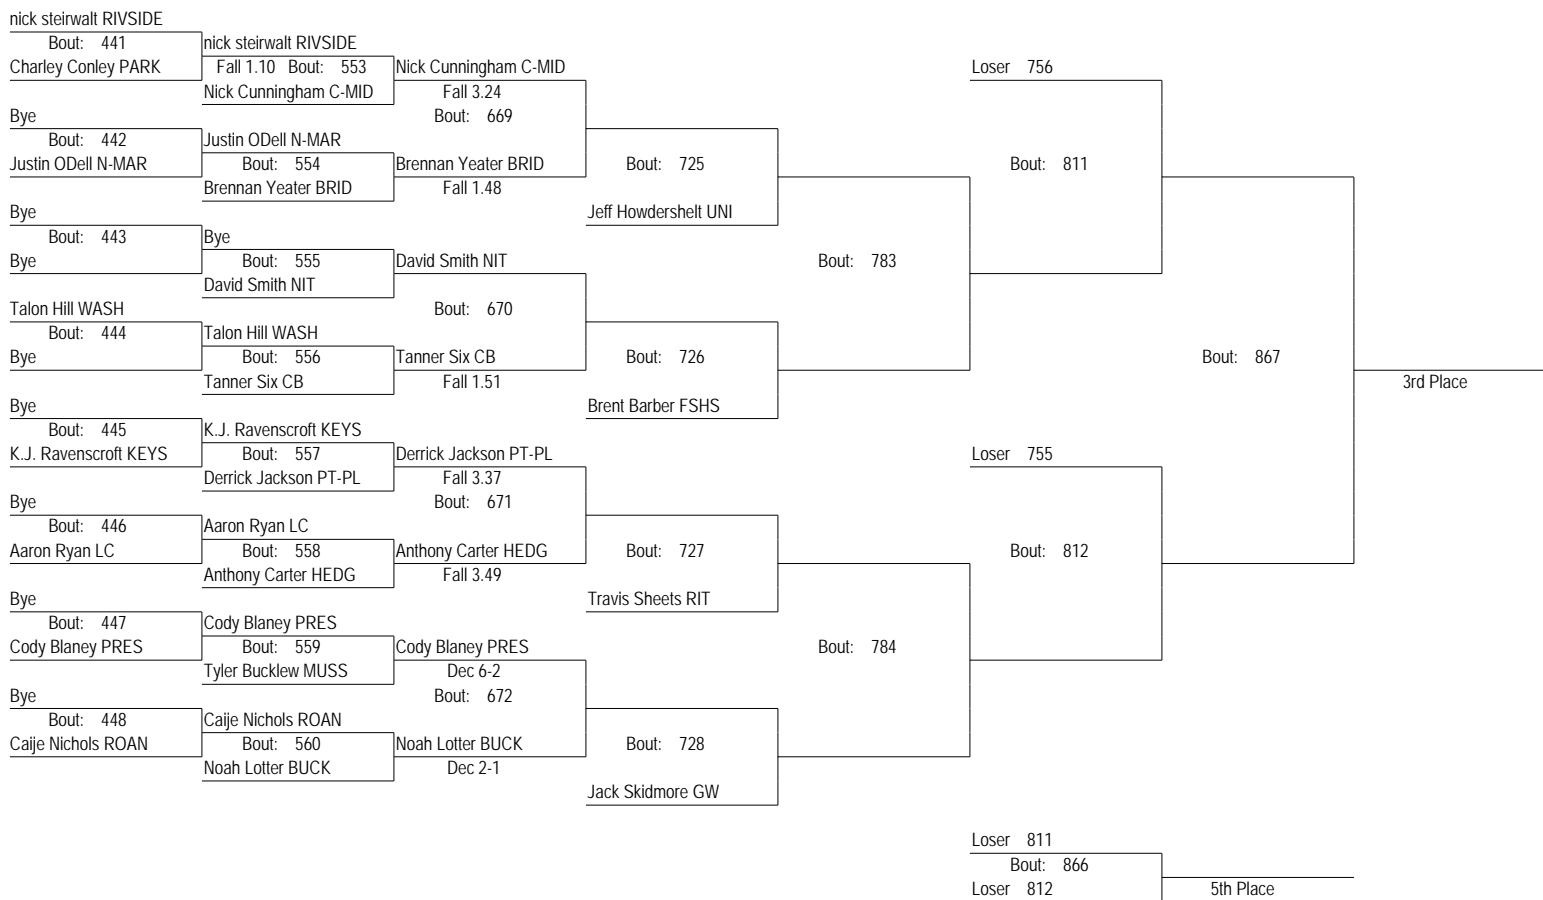 nick steirwalt RIVSIDE
Bout: 441
Charley Conley PARK
Bye
Bout: 442
Justin ODell N-MAR
Bye
Bout: 443
Bye
Talon Hill WASH
Bout: 444
Bye
Bye
Bout: 445
K.J. Ravenscroft KEYS
Bye
Bout: 446
Aaron Ryan LC
Bye
Bout: 447
Cody Blaney PRES
Bye
Bout: 448
Caije Nichols ROAN
nick steirwalt RIVSIDE
Fall 1.10 Bout: 553
Nick Cunningham C-MID
Justin ODell N-MAR
Bout: 554
Brennan Yeater BRID
Bye
Bout: 555
David Smith NIT
Talon Hill WASH
Bout: 556
Tanner Six CB
K.J. Ravenscroft KEYS
Bout: 557
Derrick Jackson PT-PL
Aaron Ryan LC
Bout: 558
Anthony Carter HEDG
Cody Blaney PRES
Bout: 559
Tyler Bucklew MUSS
Caije Nichols ROAN
Bout: 560
Noah Lotter BUCK
Nick Cunningham C-MID
Fall 3.24
Bout: 669
Brennan Yeater BRID
Fall 1.48
David Smith NIT
Bout: 670
Tanner Six CB
Fall 1.51
Derrick Jackson PT-PL
Fall 3.37
Bout: 671
Anthony Carter HEDG
Fall 3.49
Cody Blaney PRES
Dec 6-2
Bout: 672
Noah Lotter BUCK
Dec 2-1
Bout: 725
Jeff Howdershelt UNI
Bout: 726
Brent Barber FSHS
Bout: 727
Travis Sheets RIT
Bout: 728
Jack Skidmore GW
Bout: 783
Bout: 784
Loser 756
Bout: 811
Loser 755
Bout: 812
Bout: 867
3rd Place
Loser 811
Bout: 866
Loser 812
5th Place